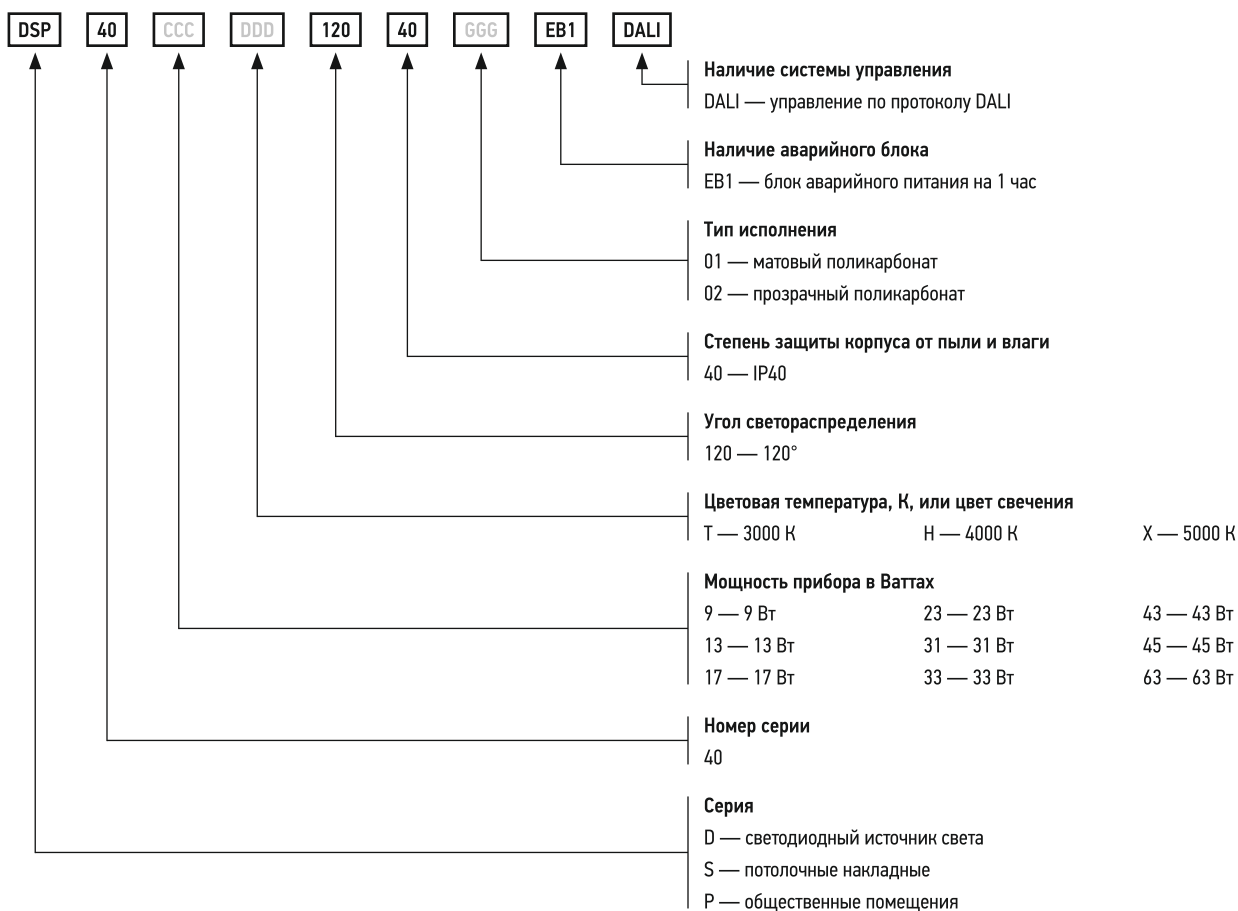 DSP 40 CCC DDD 120 40 GGG EB1 DALI
Наличие системы управления
DALI — управление по протоколу DALI
Наличие аварийного блока
EB1 — блок аварийного питания на 1 час
Тип исполнения
01 — матовый поликарбонат
02 — прозрачный поликарбонат
Степень защиты корпуса от пыли и влаги
40 — IP40
Угол светораспределения
120 — 120°
Цветовая температура, К, или цвет свечения
Т — 3000 К Н — 4000 К Х — 5000 К
Мощность прибора в Ваттах
9 — 9 Вт 23 — 23 Вт 43 — 43 Вт
13 — 13 Вт 31 — 31 Вт 45 — 45 Вт
17 — 17 Вт 33 — 33 Вт 63 — 63 Вт
Номер серии
40
Серия
D — светодиодный источник света
S — потолочные накладные
P — общественные помещения